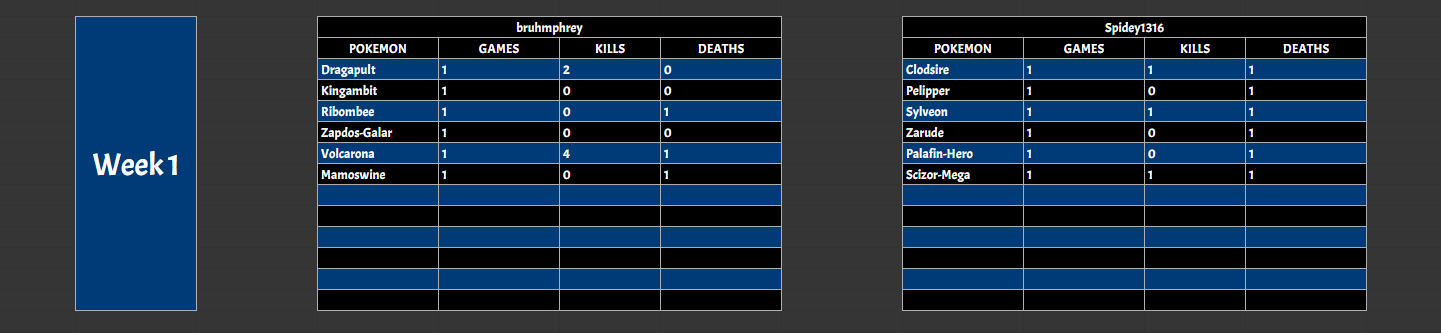 Week 1
bruhmphrey
POKEMON GAMES KILLS DEATHS
Dragapult 1 2 0
Kingambit 1 0 0
Ribombee 1 0 1
Zapdos-Galar 1 0 0
Volcarona 1 4 1
Mamoswine 1 0 1
Spidey1316
POKEMON GAMES KILLS DEATHS
Clodsire 1 1 1
Pelipper 1 0 1
Sylveon 1 1 1
Zarude 1 0 1
Palafin-Hero 1 0 1
Scizor-Mega 1 1 1